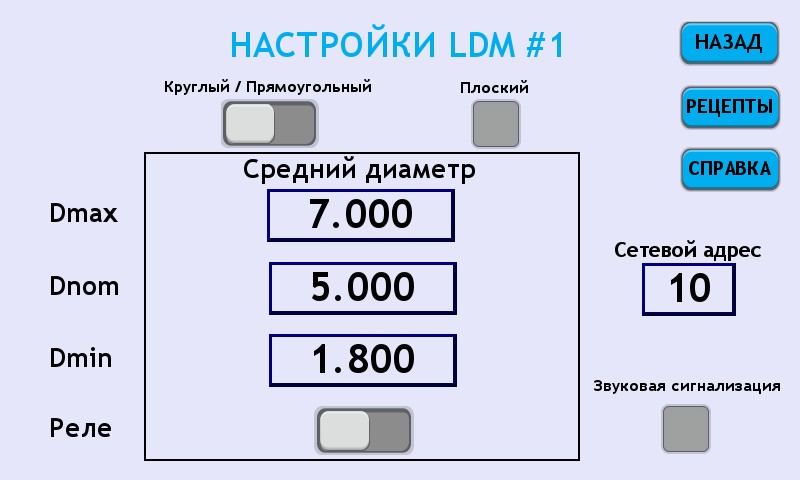 НАСТРОЙКИ LDM #1
НАЗАД
Круглый / Прямоугольный
Плоский
РЕЦЕПТЫ
Средний диаметр
СПРАВКА
Dmax
7.000
Сетевой адрес
Dnom
5.000
10
Dmin
1.800
Звуковая сигнализация
Реле